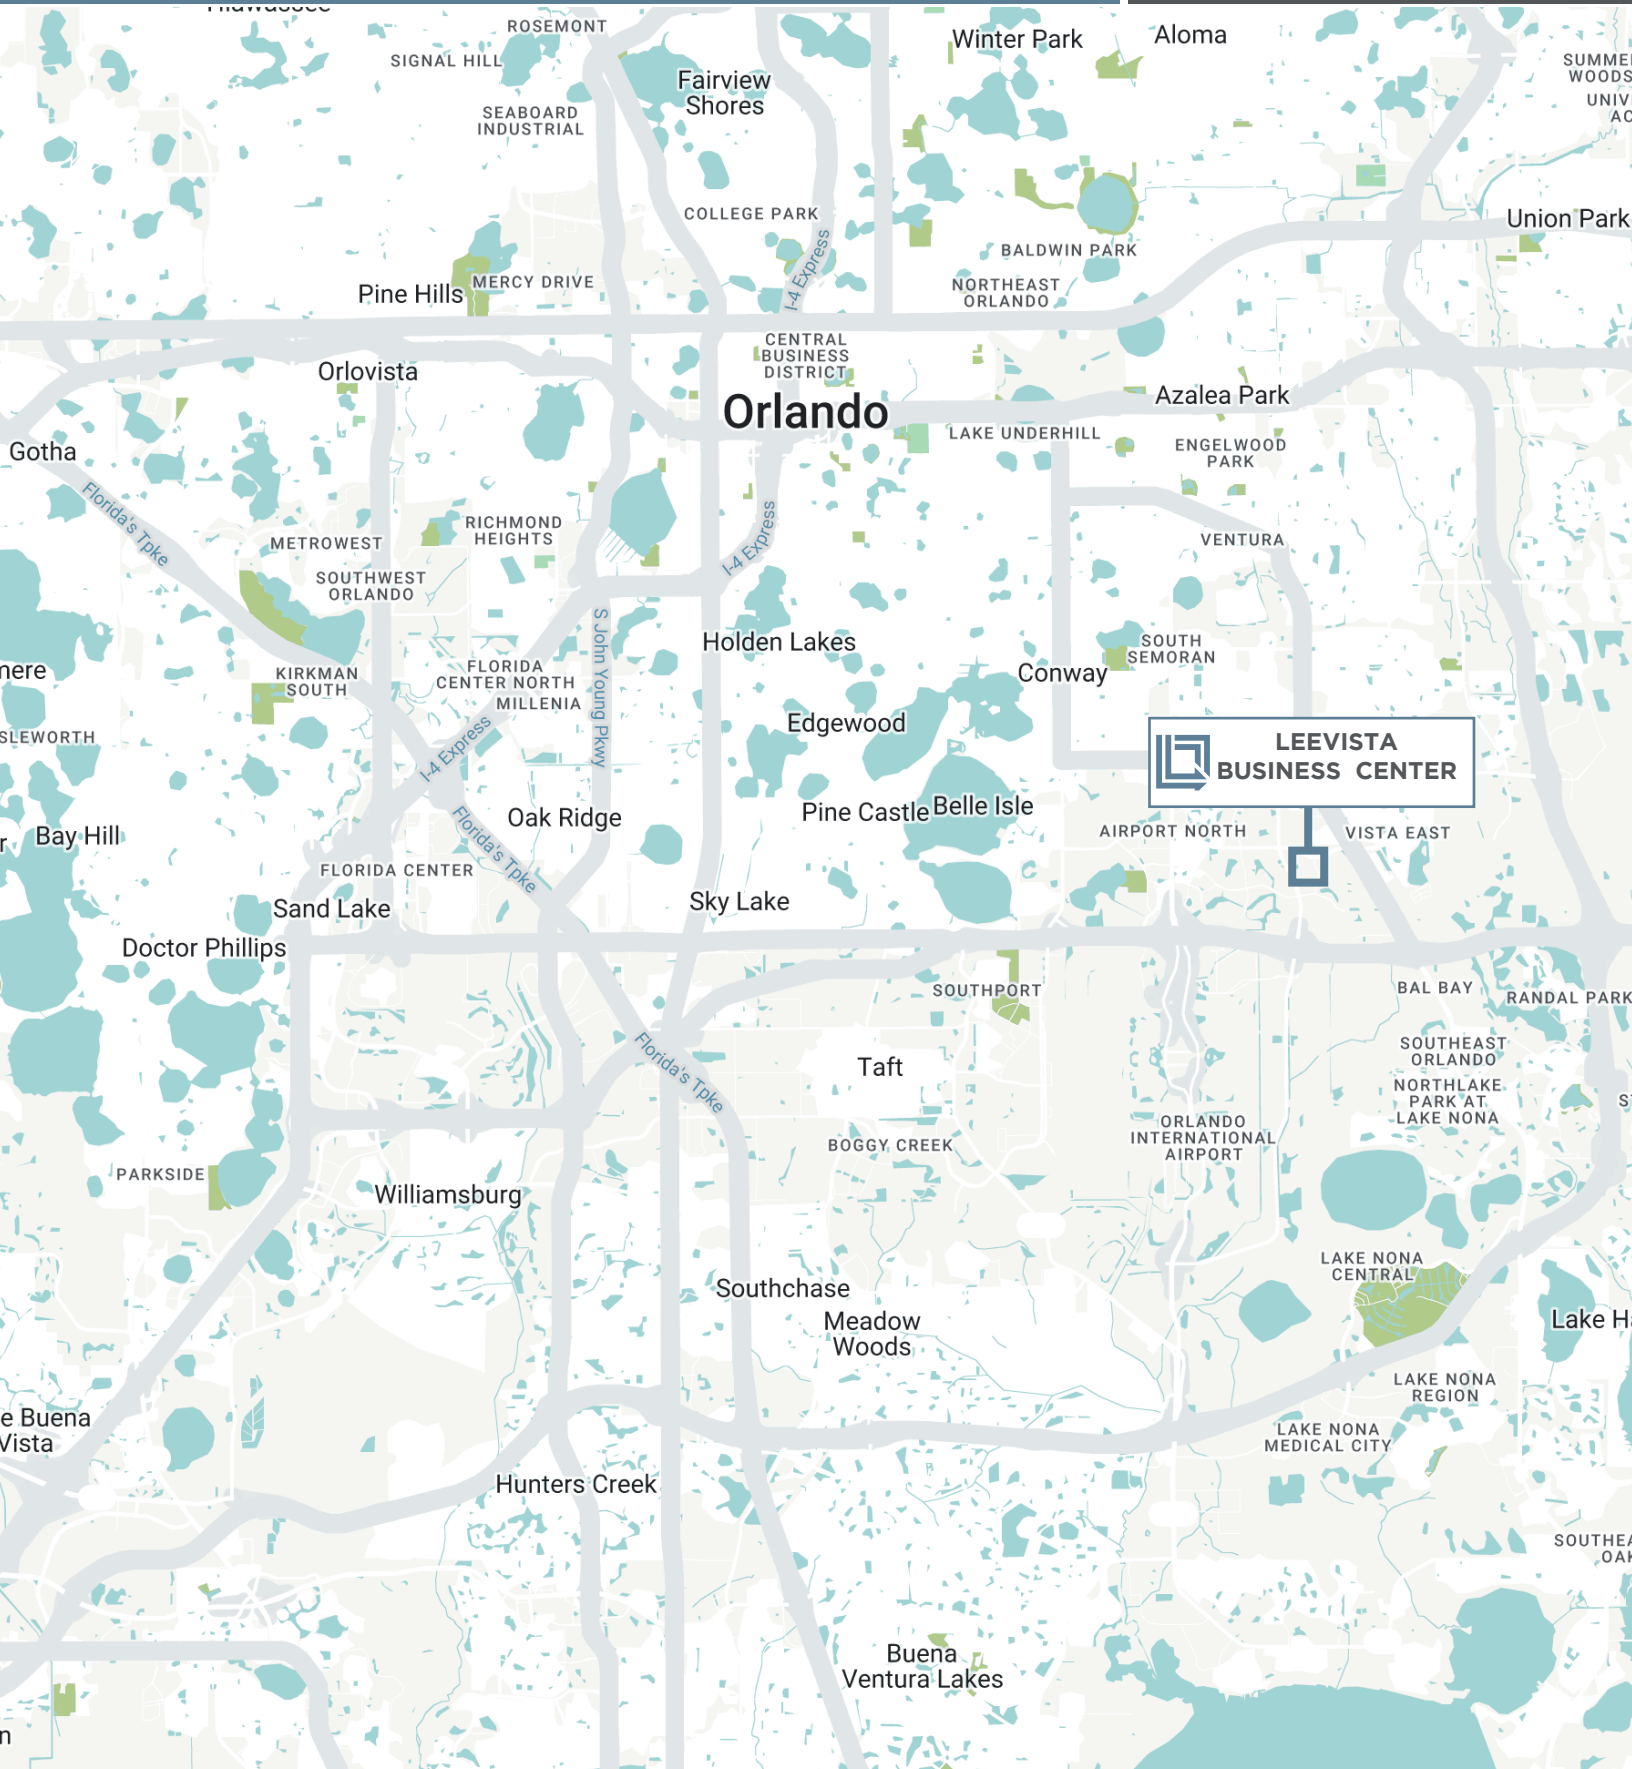 Hiawassee
ROSEMONT
Winter Park
Aloma
SIGNAL HILL
Fairview
Shores
SEABOARD
INDUSTRIAL
COLLEGE PARK
Union Park
BALDWIN PARK
I-4 Express
MERCY DRIVE
Pine Hills
NORTHEAST
ORLANDO
CENTRAL
BUSINESS
DISTRICT
Orlovista
Azalea Park
Orlando
LAKE UNDERHILL
Gotha
ENGELWOOD
PARK
Florida's Tpke
RICHMOND
HEIGHTS
METROWEST
I-4 Express
VENTURA
SOUTHWEST
ORLANDO
S John Young Pkwy
Holden Lakes
SOUTH
SEMORAN
KIRKMAN
SOUTH
FLORIDA
CENTER NORTH
MILLENIA
Conway
Edgewood
I-4 Express
LEEVISTA
BUSINESS CENTER
Oak Ridge
Pine Castle
Belle Isle
Bay Hill
Florida's Tpke
AIRPORT NORTH
VISTA EAST
FLORIDA CENTER
Sand Lake
Sky Lake
Doctor Phillips
SOUTHPORT
BAL BAY
RANDAL PARK
Florida's Tpke
Taft
SOUTHEAST
ORLANDO
NORTHLAKE
PARK AT
LAKE NONA
ORLANDO
INTERNATIONAL
AIRPORT
BOGGY CREEK
PARKSIDE
Williamsburg
LAKE NONA
CENTRAL
Southchase
Meadow
Woods
Lake H
LAKE NONA
REGION
e Buena
Vista
LAKE NONA
MEDICAL CITY
Hunters Creek
SOUTHEA
OAK
Buena
Ventura Lakes